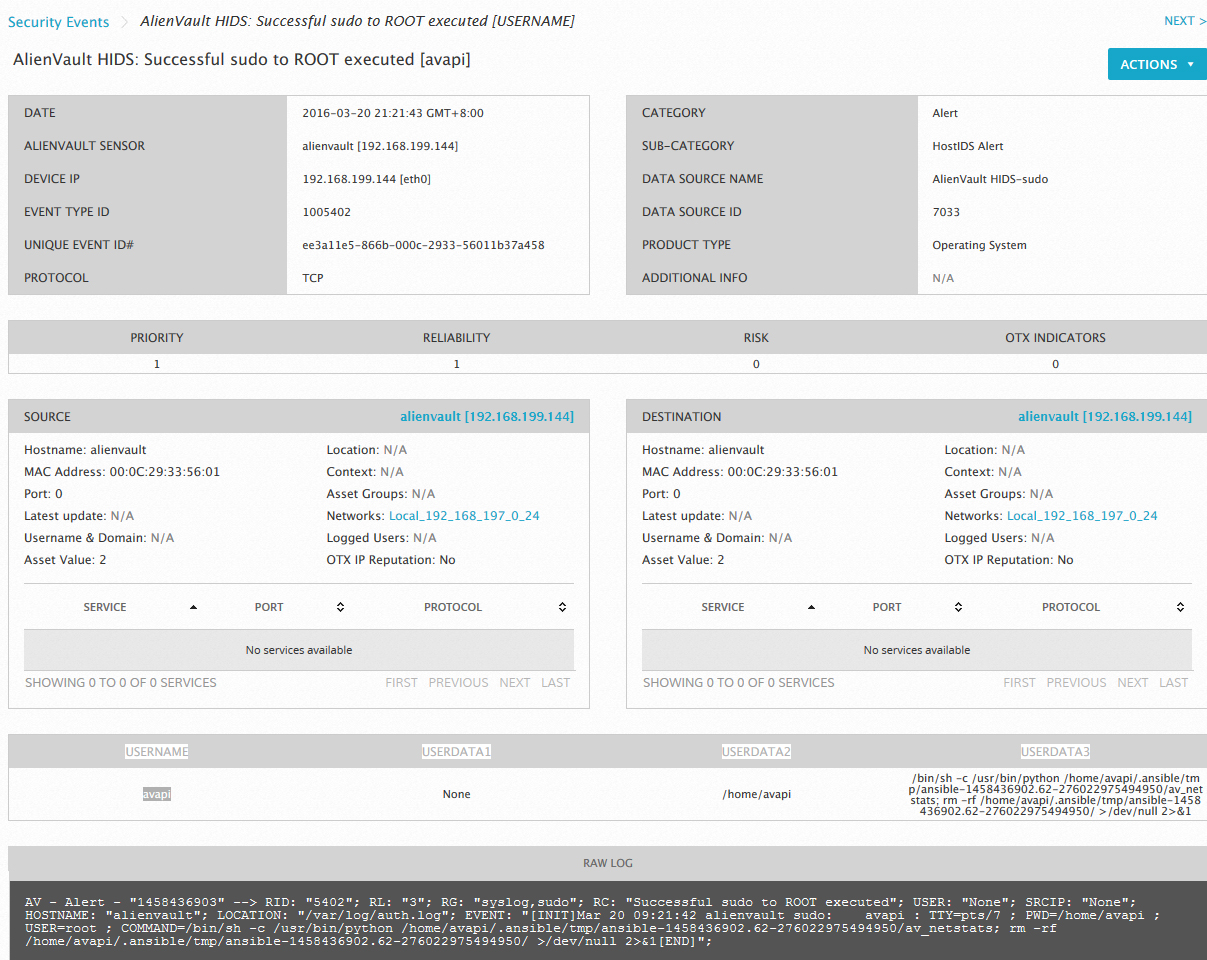 Security Events > AlienVault HIDS: Successful sudo to ROOT executed [USERNAME]
NEXT >
AlienVault HIDS: Successful sudo to ROOT executed [avapi]
ACTIONS
DATE 2016-03-20 21:21:43 GMT+8:00
ALIENVAULT SENSOR alienvault [192.168.199.144]
DEVICE IP 192.168.199.144 [eth0]
EVENT TYPE ID 1005402
UNIQUE EVENT ID# ee3a11e5-866b-000c-2933-56011b37a458
PROTOCOL TCP
CATEGORY Alert
SUB-CATEGORY HostIDS Alert
DATA SOURCE NAME AlienVault HIDS-sudo
DATA SOURCE ID 7033
PRODUCT TYPE Operating System
ADDITIONAL INFO N/A
PRIORITY RELIABILITY RISK OTX INDICATORS
1 1 0 0
SOURCE alienvault [192.168.199.144]
Hostname: alienvault Location: N/A
MAC Address: 00:0C:29:33:56:01 Context: N/A
Port: 0 Asset Groups: N/A
Latest update: N/A Networks: Local_192_168_197_0_24
Username & Domain: N/A Logged Users: N/A
Asset Value: 2 OTX IP Reputation: No
SERVICE PORT PROTOCOL
No services available
SHOWING 0 TO 0 OF 0 SERVICES FIRST PREVIOUS NEXT LAST
DESTINATION alienvault [192.168.199.144]
Hostname: alienvault Location: N/A
MAC Address: 00:0C:29:33:56:01 Context: N/A
Port: 0 Asset Groups: N/A
Latest update: N/A Networks: Local_192_168_197_0_24
Username & Domain: N/A Logged Users: N/A
Asset Value: 2 OTX IP Reputation: No
SERVICE PORT PROTOCOL
No services available
SHOWING 0 TO 0 OF 0 SERVICES FIRST PREVIOUS NEXT LAST
USERNAME USERDATA1 USERDATA2 USERDATA3
avapi None /home/avapi
/bin/sh -c /usr/bin/python /home/avapi/.ansible/tm
p/ansible-1458436902.62-276022975494950/av_net
stats; rm -rf /home/avapi/.ansible/tmp/ansible-1458
436902.62-276022975494950/ >/dev/null 2>&1
RAW LOG
AV - Alert - "1458436903" --> RID: "5402"; RL: "3"; RG: "syslog,sudo"; RC: "Successful sudo to ROOT executed"; USER: "None"; SRCIP: "None";
HOSTNAME: "alienvault"; LOCATION: "/var/log/auth.log"; EVENT: "[INIT]Mar 20 09:21:42 alienvault sudo:    avapi : TTY=pts/7 ; PWD=/home/avapi ;
USER=root ; COMMAND=/bin/sh -c /usr/bin/python /home/avapi/.ansible/tmp/ansible-1458436902.62-276022975494950/av_netstats; rm -rf
/home/avapi/.ansible/tmp/ansible-1458436902.62-276022975494950/ >/dev/null 2>&1[END]";